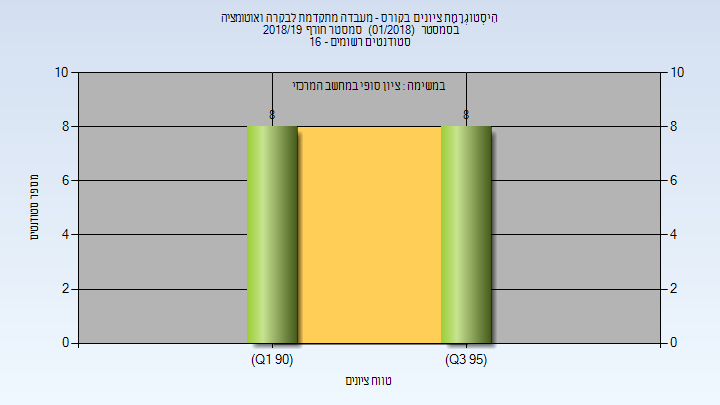 הִיסְטוֹגְרָמַת ציונים בקורס - מעבדה מתקדמת לבקרה ואוטומציה
בסמסטר (01/2018) סמסטר חורף 2018/19
סטודנטים רשומים - 16
במשימה : ציון סופי במחשב המרכזי
10 10
8 8
8 8
6 6
4 4
2 2
0 0
מספר סטודנטים
(Q1 90) (Q3 95)
טווח ציונים